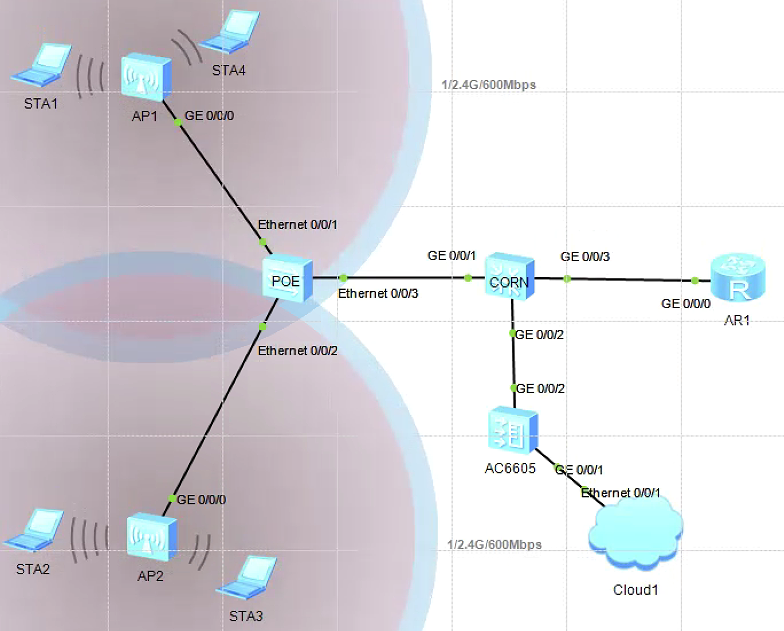 STA4
STA1
1/2.4G/600Mbps
AP1
GE 0/0/0
Ethernet 0/0/1
GE 0/0/1
GE 0/0/3
POE
CORN
R
Ethernet 0/0/3
GE 0/0/0
AR1
GE 0/0/2
Ethernet 0/0/2
GE 0/0/2
AC6605
GE 0/0/1
Ethernet 0/0/1
GE 0/0/0
1/2.4G/600Mbps
STA2
AP2
Cloud1
STA3